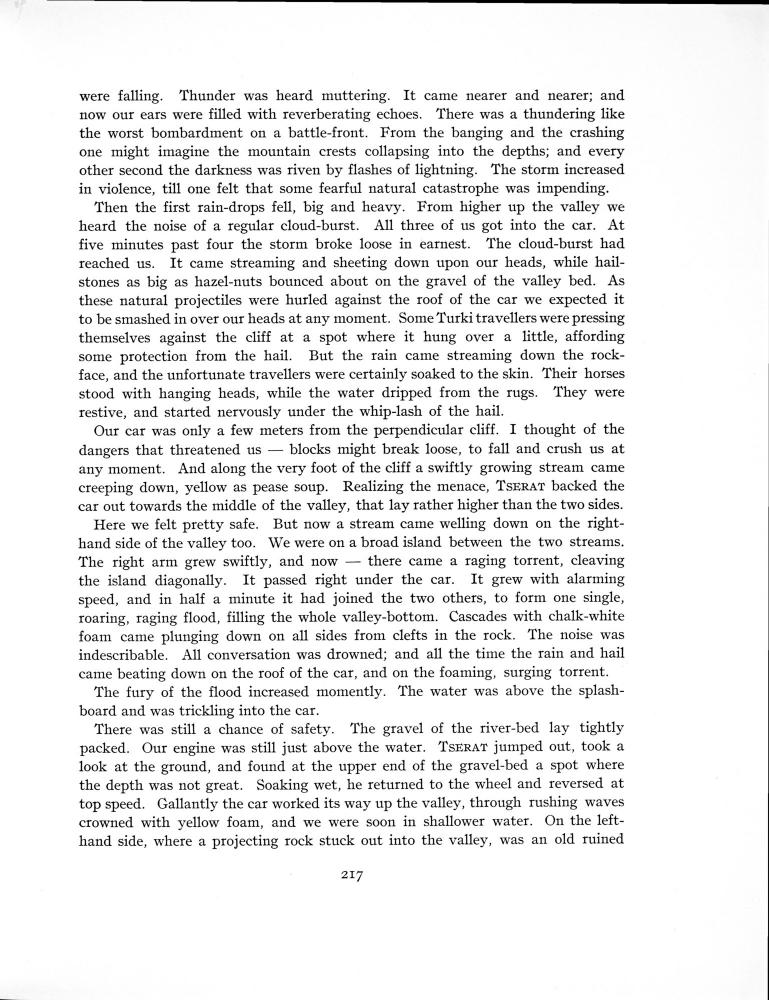 were falling. Thunder was heard muttering. It came nearer and nearer; and
now our ears were filled with reverberating echoes. There was a thundering like
the worst bombardment on a battle-front. From the banging and the crashing
one might imagine the mountain crests collapsing into the depths; and every
other second the darkness was riven by flashes of lightning. The storm increased
in violence, till one felt that some fearful natural catastrophe was impending.
Then the first rain-drops fell, big and heavy. From higher up the valley we
heard the noise of a regular cloud-burst. All three of us got into the car. At
five minutes past four the storm broke loose in earnest. The cloud-burst had
reached us. It came streaming and sheeting down upon our heads, while hail-
stones as big as hazel-nuts bounced about on the gravel of the valley bed. As
these natural projectiles were hurled against the roof of the car we expected it
to be smashed in over our heads at any moment. Some Turki travellers were pressing
themselves against the cliff at a spot where it hung over a little, affording
some protection from the hail. But the rain came streaming down the rock-
face, and the unfortunate travellers were certainly soaked to the skin. Their horses
stood with hanging heads, while the water dripped from the rugs. They were
restive, and started nervously under the whip-lash of the hail.
Our car was only a few meters from the perpendicular cliff. I thought of the
dangers that threatened us — blocks might break loose, to fall and crush us at
any moment. And along the very foot of the cliff a swiftly growing stream came
creeping down, yellow as pease soup. Realizing the menace, TSERAT backed the
car out towards the middle of the valley, that lay rather higher than the two sides.
Here we felt pretty safe. But now a stream came welling down on the right-
hand side of the valley too. We were on a broad island between the two streams.
The right arm grew swiftly, and now — there came a raging torrent, cleaving
the island diagonally. It passed right under the car. It grew with alarming
speed, and in half a minute it had joined the two others, to form one single,
roaring, raging flood, filling the whole valley-bottom. Cascades with chalk-white
foam came plunging down on all sides from clefts in the rock. The noise was
indescribable. All conversation was drowned; and all the time the rain and hail
came beating down on the roof of the car, and on the foaming, surging torrent.
The fury of the flood increased momently. The water was above the splash-
board and was trickling into the car.
There was still a chance of safety. The gravel of the river-bed lay tightly
packed. Our engine was still just above the water. TSERAT jumped out, took a
look at the ground, and found at the upper end of the gravel-bed a spot where
the depth was not great. Soaking wet, he returned to the wheel and reversed at
top speed. Gallantly the car worked its way up the valley, through rushing waves
crowned with yellow foam, and we were soon in shallower water. On the left-
hand side, where a projecting rock stuck out into the valley, was an old ruined
217